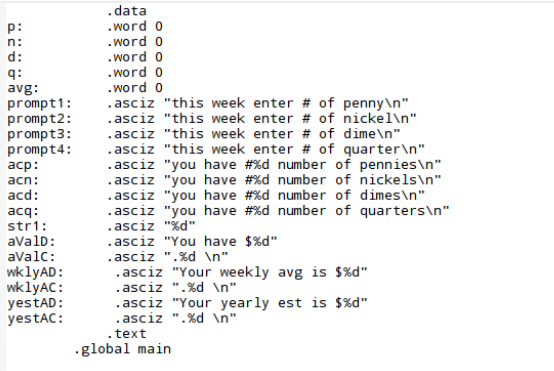 .data
p: .word 0
n: .word 0
d: .word 0
q: .word 0
avg: .word 0
prompt1: .asciz "this week enter # of penny\n"
prompt2: .asciz "this week enter # of nickel\n"
prompt3: .asciz "this week enter # of dime\n"
prompt4: .asciz "this week enter # of quarter\n"
acp: .asciz "you have #%d number of pennies\n"
acn: .asciz "you have #%d number of nickels\n"
acd: .asciz "you have #%d number of dimes\n"
acq: .asciz "you have #%d number of quarters\n"
str1: .asciz "%d"
aValD: .asciz "You have $%d"
aValC: .asciz ".%d \n"
wklyAD: .asciz "Your weekly avg is $%d"
wklyAC: .asciz ".%d \n"
yestAD: .asciz "Your yearly est is $%d"
yestAC: .asciz ".%d \n"
.text
.global main